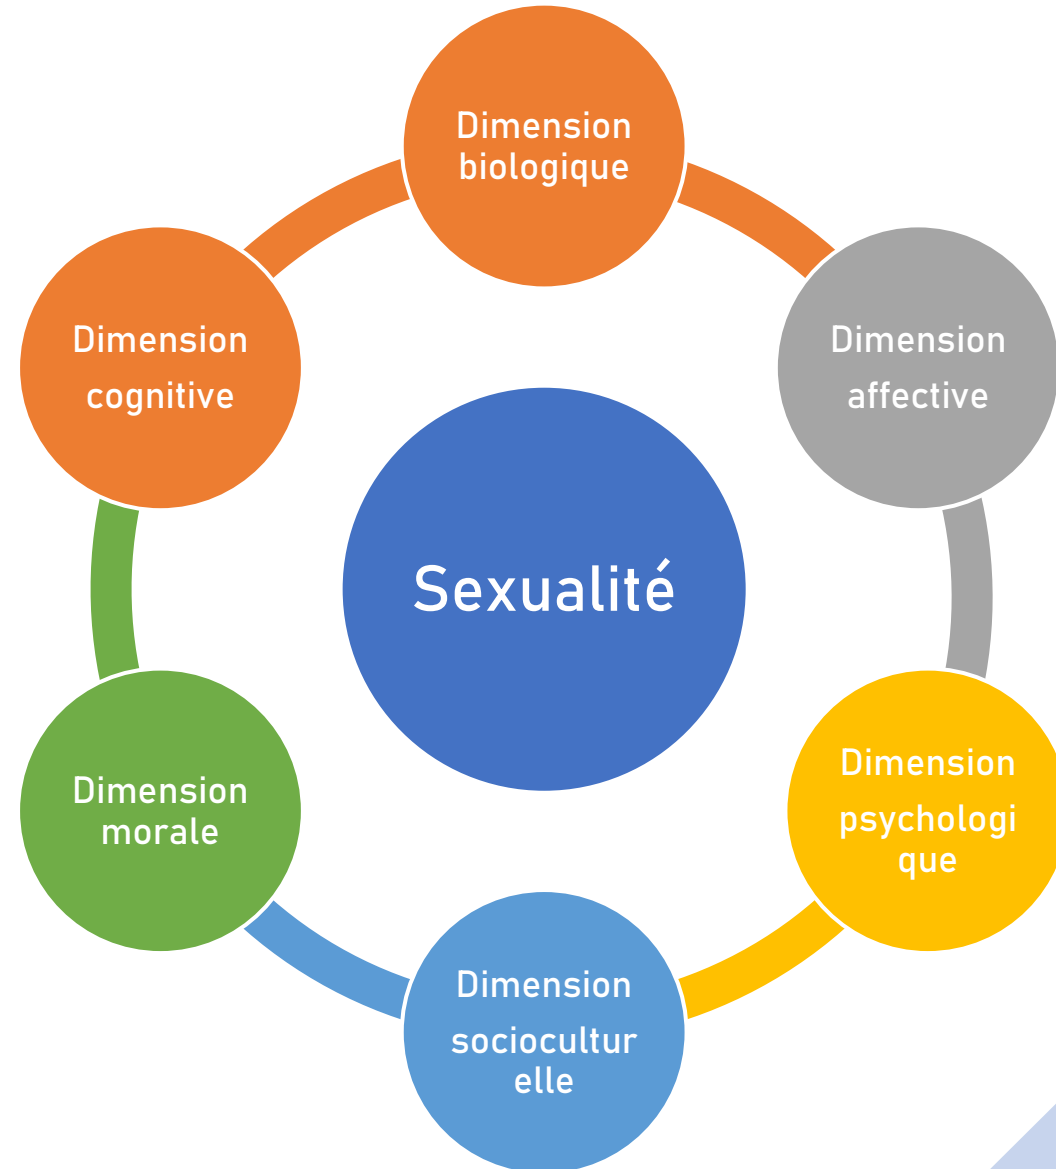 Dimension
biologique
Dimension
affective
Dimension
psychologi
que
Dimension
sociocultur
elle
Dimension
morale
Dimension
cognitive
Sexualité